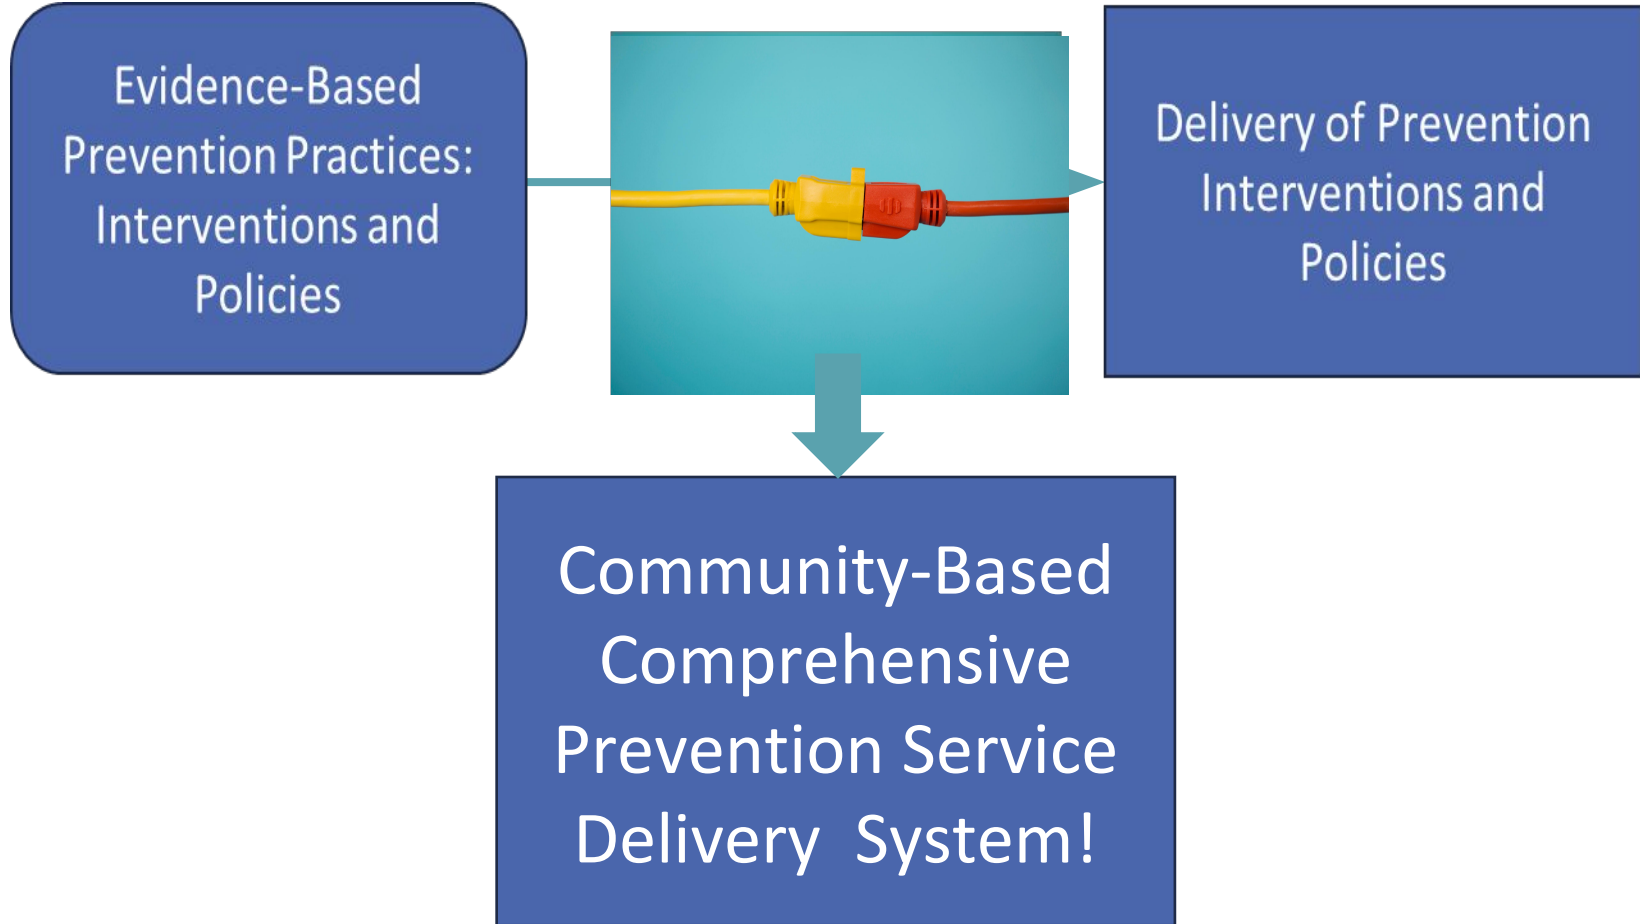 Evidence-Based
Prevention Practices:
Interventions and
Policies
Delivery of Prevention
Interventions and
Policies
Community-Based
Comprehensive
Prevention Service
Delivery  System!